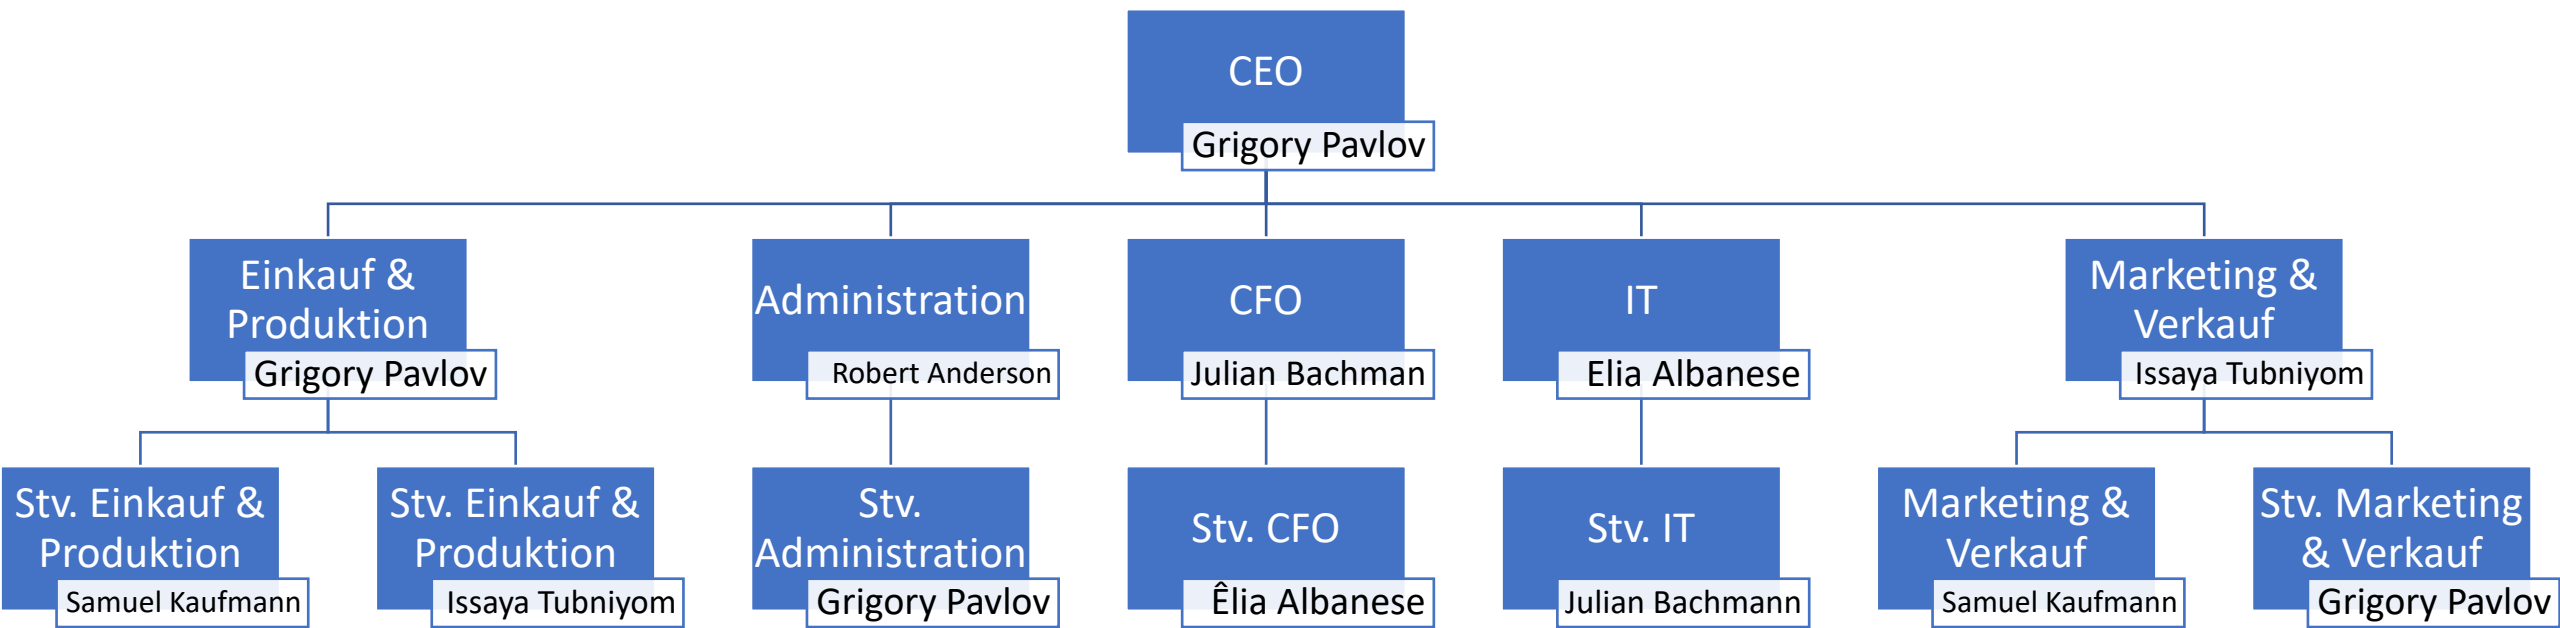 CEO
Grigory Pavlov
Einkauf &
Produktion
Grigory Pavlov
Administration
Robert Anderson
CFO
Julian Bachman
IT
Elia Albanese
Marketing &
Verkauf
Issaya Tubniyom
Stv. Einkauf &
Produktion
Samuel Kaufmann
Stv. Einkauf &
Produktion
Issaya Tubniyom
Stv.
Administration
Grigory Pavlov
Stv. CFO
Êlia Albanese
Stv. IT
Julian Bachmann
Marketing &
Verkauf
Samuel Kaufmann
Stv. Marketing
& Verkauf
Grigory Pavlov